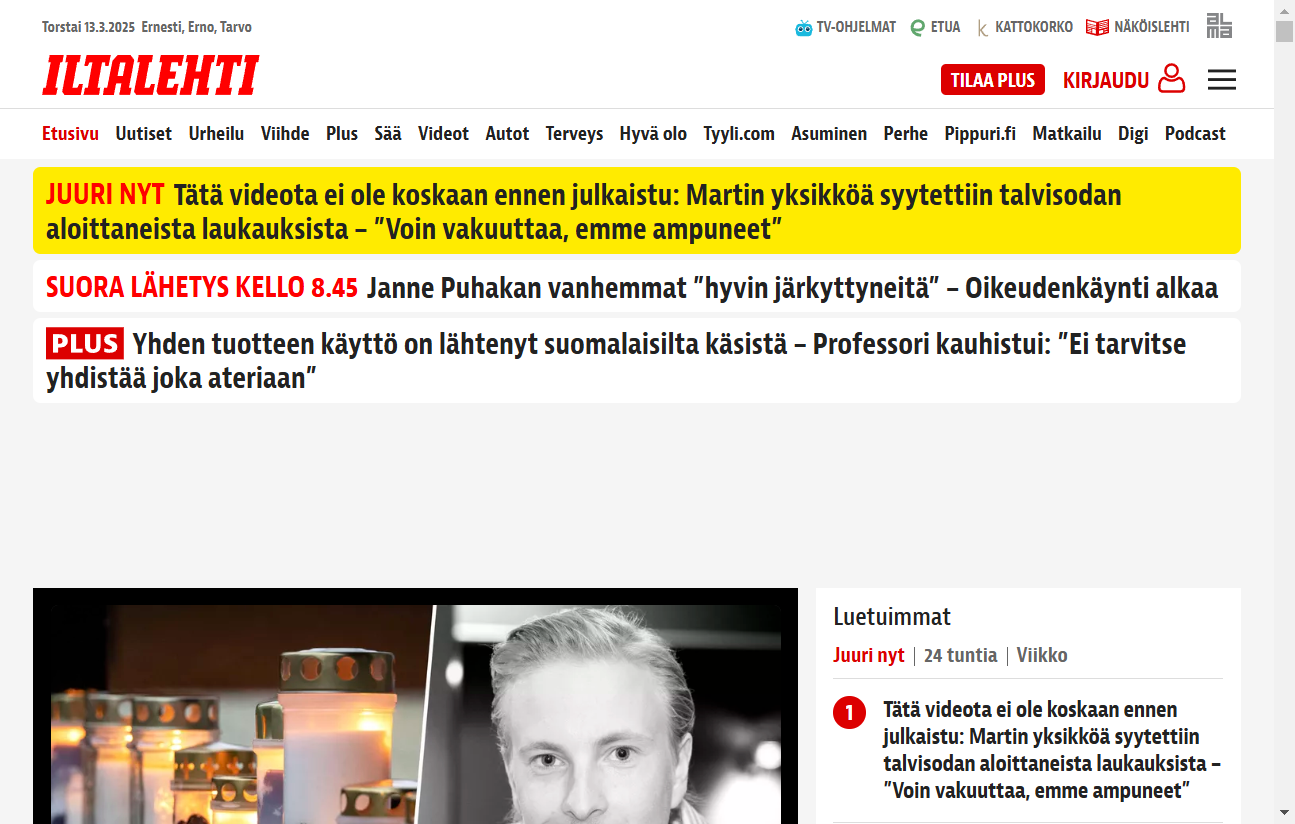 Torstai 13.3.2025 Ernesti, Erno, Tarvo
TV-OHJELMAT ETUA KATTOKORKO NÄKÖISLEHTI ALMA
ILTALEHTI
TILAA PLUS KIRJAUDU
Etusivu Uutiset Urheilu Viihde Plus Sää Videot Autot Terveys Hyvä olo Tyyli.com Asuminen Perhe Pippuri.fi Matkailu Digi Podcast
JUURI NYT Tätä videota ei ole koskaan ennen julkaistu: Martin yksikköä syytettiin talvisodan
aloittaneista laukauksista – ”Voin vakuuttaa, emme ampuneet”
SUORA LÄHETYS KELLO 8.45 Janne Puhakan vanhemmat ”hyvin järkyttyneitä” – Oikeudenkäynti alkaa
PLUS Yhden tuotteen käyttö on lähtenyt suomalaisilta käsistä – Professori kauhistui: ”Ei tarvitse
yhdistää joka ateriaan”
Luetuimmat
Juuri nyt | 24 tuntia | Viikko
1 Tätä videota ei ole koskaan ennen
julkaistu: Martin yksikköä syytettiin
talvisodan aloittaneista laukauksista –
”Voin vakuuttaa, emme ampuneet”